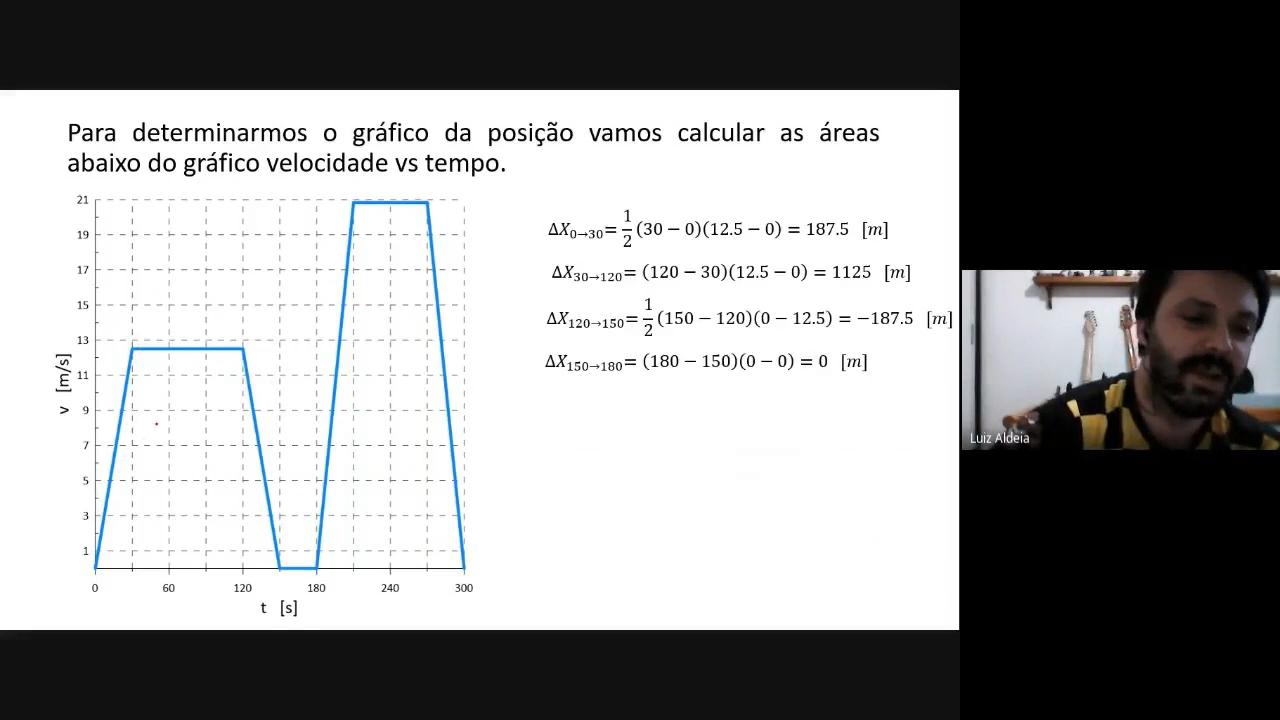 Para determinarmos o gráfico da posição vamos calcular as áreas
abaixo do gráfico velocidade vs tempo.
21
19
17
15
13
11
9
7
5
3
1
v [m/s]
0 60 120 180 240 300
t [s]
ΔX₀→₃₀= 1/2 (30 − 0)(12.5 − 0) = 187.5 [m]
ΔX₃₀→₁₂₀= (120 − 30)(12.5 − 0) = 1125 [m]
ΔX₁₂₀→₁₅₀= 1/2 (150 − 120)(0 − 12.5) = −187.5 [m]
ΔX₁₅₀→₁₈₀= (180 − 150)(0 − 0) = 0 [m]
Luiz Aldeia